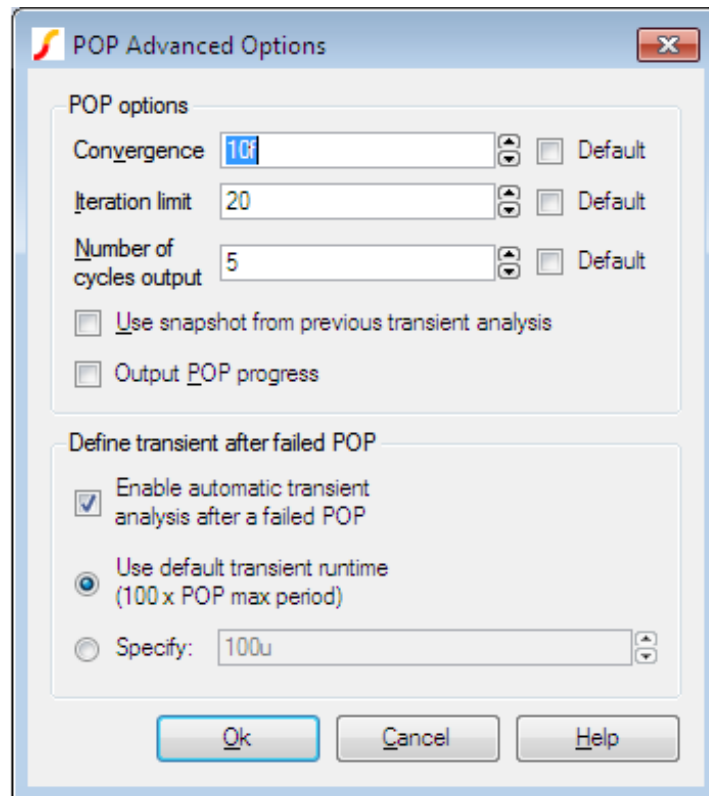 POP Advanced Options
POP options
Convergence 10f Default
Iteration limit 20 Default
Number of
cycles output 5 Default
Use snapshot from previous transient analysis
Output POP progress
Define transient after failed POP
Enable automatic transient
analysis after a failed POP
Use default transient runtime
(100 x POP max period)
Specify: 100u
Ok Cancel Help